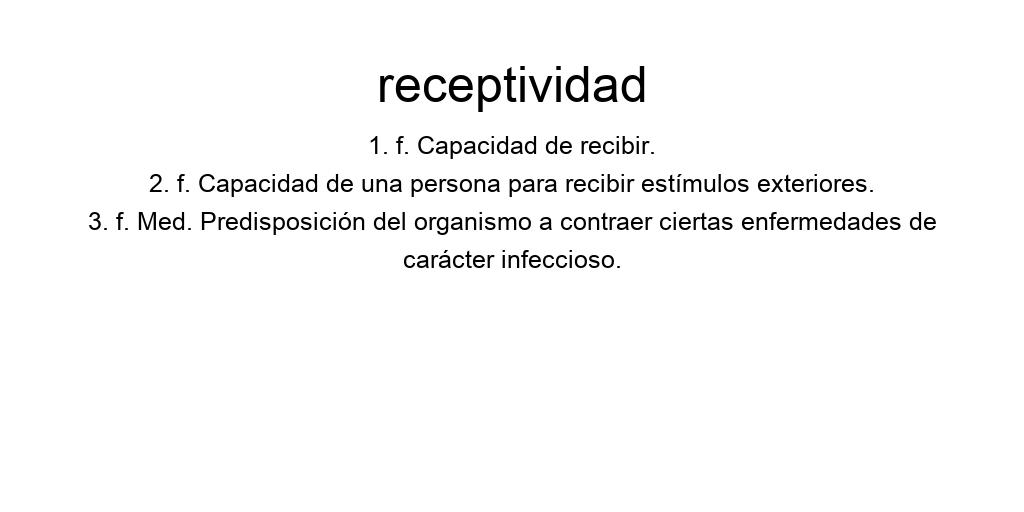 receptividad
1. f. Capacidad de recibir.
2. f. Capacidad de una persona para recibir estímulos exteriores.
3. f. Med. Predisposición del organismo a contraer ciertas enfermedades de
carácter infeccioso.